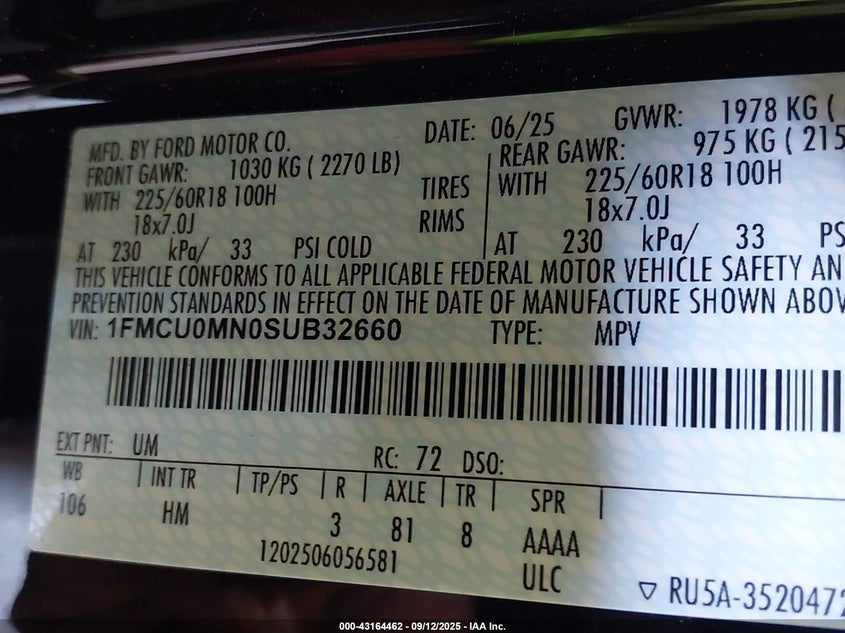 MFD. BY FORD MOTOR CO. DATE: 06/25 GVWR: 1978 KG (
FRONT GAWR: 1030 KG ( 2270 LB) REAR GAWR: 975 KG ( 215
WITH 225/60R18 100H TIRES WITH 225/60R18 100H
18x7.0J RIMS 18x7.0J
AT 230 kPa/ 33 PSI COLD AT 230 kPa/ 33 PS
THIS VEHICLE CONFORMS TO ALL APPLICABLE FEDERAL MOTOR VEHICLE SAFETY AN
PREVENTION STANDARDS IN EFFECT ON THE DATE OF MANUFACTURE SHOWN ABOV
VIN: 1FMCU0MN0SUB32660 TYPE: MPV
EXT PNT: UM RC: 72 DSO:
WB INT TR TP/PS R AXLE TR SPR
106 HM 3 81 8 AAAA
1202506056581 ULC
▽ RU5A-3520472
000-43164462 - 09/12/2025 - IAA Inc.